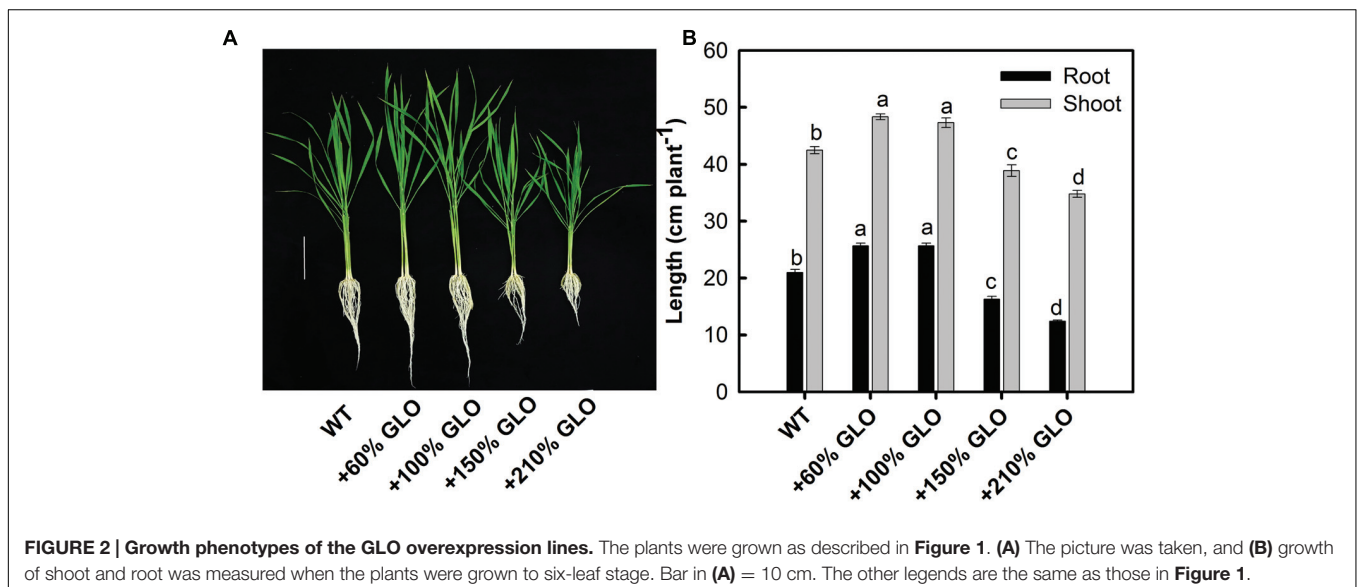 A
WT
+60% GLO
+100% GLO
+150% GLO
+210% GLO
B
Length (cm plant⁻¹)
60
50
40
30
20
10
0
Root
Shoot
b
b
a
a
a
a
c
c
d
d
WT
+60% GLO
+100% GLO
+150% GLO
+210% GLO
FIGURE 2 | Growth phenotypes of the GLO overexpression lines. The plants were grown as described in Figure 1. (A) The picture was taken, and (B) growth
of shoot and root was measured when the plants were grown to six-leaf stage. Bar in (A) = 10 cm. The other legends are the same as those in Figure 1.